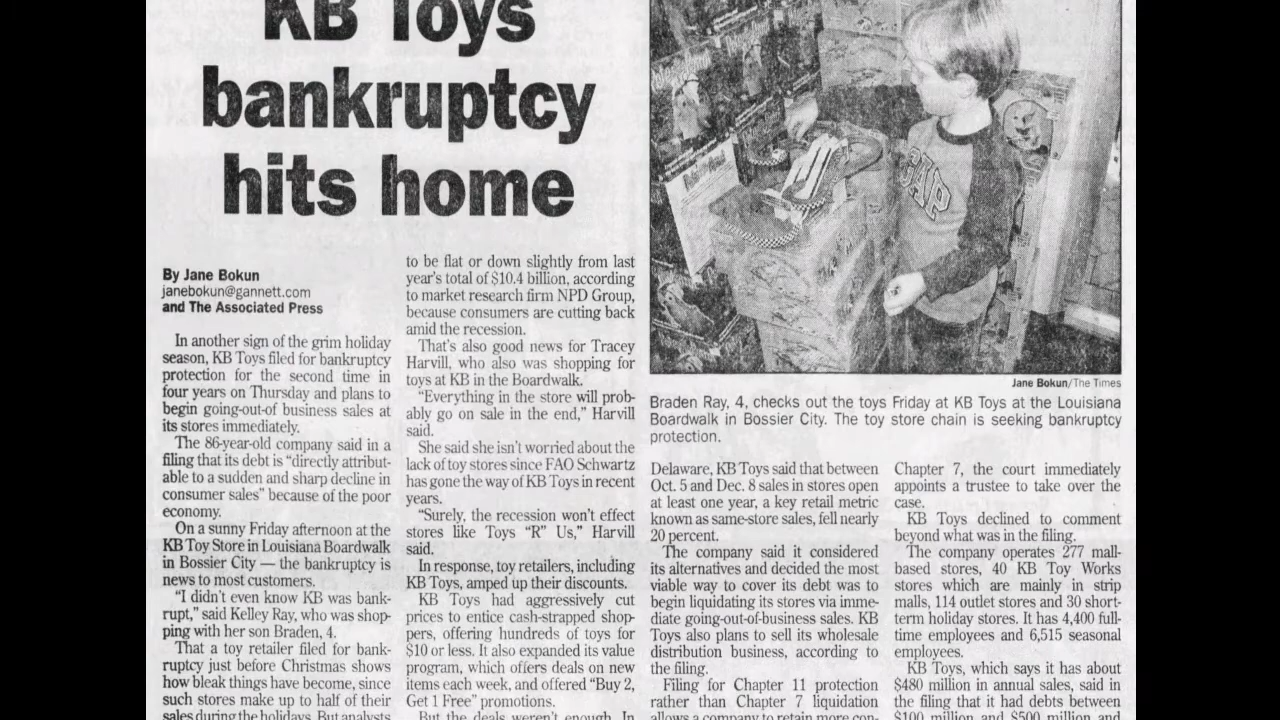 KB Toys
bankruptcy
hits home
By Jane Bokun
janebokun@gannett.com
and The Associated Press
In another sign of the grim holiday
season, KB Toys filed for bankruptcy
protection for the second time in
four years on Thursday and plans to
begin going-out-of business sales at
its stores immediately.
The 86-year-old company said in a
filing that its debt is “directly attribut-
able to a sudden and sharp decline in
consumer sales” because of the poor
economy.
On a sunny Friday afternoon at the
KB Toy Store in Louisiana Boardwalk
in Bossier City — the bankruptcy is
news to most customers.
“I didn’t even know KB was bank-
rupt,” said Kelley Ray, who was shop-
ping with her son Braden, 4.
That a toy retailer filed for bank-
ruptcy just before Christmas shows
how bleak things have become, since
such stores make up to half of their
sales during the holidays. But analysts
to be flat or down slightly from last
year’s total of $10.4 billion, according
to market research firm NPD Group,
because consumers are cutting back
amid the recession.
That’s also good news for Tracey
Harvill, who also was shopping for
toys at KB in the Boardwalk.
“Everything in the store will prob-
ably go on sale in the end,” Harvill
said.
She said she isn’t worried about the
lack of toy stores since FAO Schwartz
has gone the way of KB Toys in recent
years.
“Surely, the recession won’t effect
stores like Toys “R” Us,” Harvill
said.
In response, toy retailers, including
KB Toys, amped up their discounts.
KB Toys had aggressively cut
prices to entice cash-strapped shop-
pers, offering hundreds of toys for
$10 or less. It also expanded its value
program, which offers deals on new
items each week, and offered “Buy 2,
Get 1 Free” promotions.
But the deals weren’t enough. In
GAP
Jane Bokun/The Times
Braden Ray, 4, checks out the toys Friday at KB Toys at the Louisiana
Boardwalk in Bossier City. The toy store chain is seeking bankruptcy
protection.
Delaware, KB Toys said that between
Oct. 5 and Dec. 8 sales in stores open
at least one year, a key retail metric
known as same-store sales, fell nearly
20 percent.
The company said it considered
its alternatives and decided the most
viable way to cover its debt was to
begin liquidating its stores via imme-
diate going-out-of-business sales. KB
Toys also plans to sell its wholesale
distribution business, according to
the filing.
Filing for Chapter 11 protection
rather than Chapter 7 liquidation
allows a company to retain more con-
Chapter 7, the court immediately
appoints a trustee to take over the
case.
KB Toys declined to comment
beyond what was in the filing.
The company operates 277 mall-
based stores, 40 KB Toy Works
stores which are mainly in strip
malls, 114 outlet stores and 30 short-
term holiday stores. It has 4,400 full-
time employees and 6,515 seasonal
employees.
KB Toys, which says it has about
$480 million in annual sales, said in
the filing that it had debts between
$100 million and $500 million and